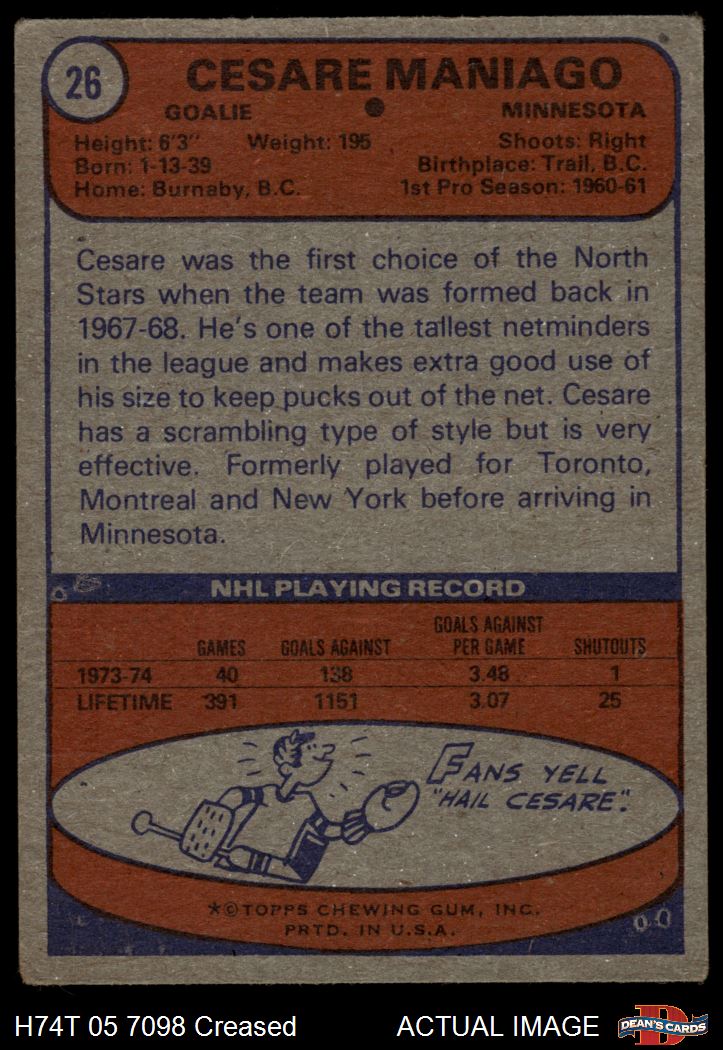 26
CESARE MANIAGO
GOALIE ● MINNESOTA
Height: 6'3" Weight: 195 Shoots: Right
Born: 1-13-39 Birthplace: Trail, B.C.
Home: Burnaby, B.C. 1st Pro Season: 1960-61
Cesare was the first choice of the North
Stars when the team was formed back in
1967-68. He's one of the tallest netminders
in the league and makes extra good use of
his size to keep pucks out of the net. Cesare
has a scrambling type of style but is very
effective. Formerly played for Toronto,
Montreal and New York before arriving in
Minnesota.
NHL PLAYING RECORD
GAMES GOALS AGAINST GOALS AGAINST PER GAME SHUTOUTS
1973-74 40 138 3.48 1
LIFETIME 391 1151 3.07 25
FANS YELL
"HAIL CESARE".
*©TOPPS CHEWING GUM, INC.
PRTD. IN U.S.A.
H74T 05 7098 Creased ACTUAL IMAGE
D
DEAN'S CARDS